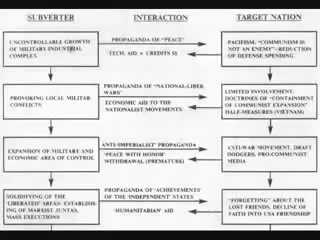 SUBVERTER
INTERACTION
TARGET NATION
UNCONTROLLABLE GROWTH
OF MILITARY INDUSTRIAL
COMPLEX.
PROPAGANDA OF "PEACE"
TECH. AID + CREDITS $$
PACIFISM, "COMMUNISM IS
NOT AN ENEMY"–REDUCTION
OF DEFENSE SPENDING.
PROVOKING LOCAL MILITARY
CONFLICTS
PROPAGANDA OF "NATIONAL-LIBER.
WARS"
ECONOMIC AID TO THE
NATIONALIST MOVEMENTS
LIMITED INVOLVEMENT.
DOCTRINES OF "CONTAINMENT
OF COMMUNIST EXPANSION"
HALF-MEASURES (VIETNAM)
EXPANSION OF MILITARY AND
ECONOMIC AREA OF CONTROL
ANTI-IMPERIALIST' PROPAGANDA
'PEACE WITH HONOR'
WITHDRAWAL (PREMATURE)
ANTI-WAR MOVEMENT, DRAFT
DODGERS, PRO-COMMUNIST
MEDIA
SOLIDIFYING OF THE
'LIBERATED' AREAS: ESTABLISH-
ING OF MARXIST JUNTAS,
MASS EXECUTIONS
PROPAGANDA OF 'ACHIEVEMENTS' OF
THE 'INDEPENDENT' STATES
'HUMANITARIAN' AID
"FORGETTING" ABOUT THE
LOST FRIENDS. DECLINE OF
FAITH INTO USA FRIENDSHIP